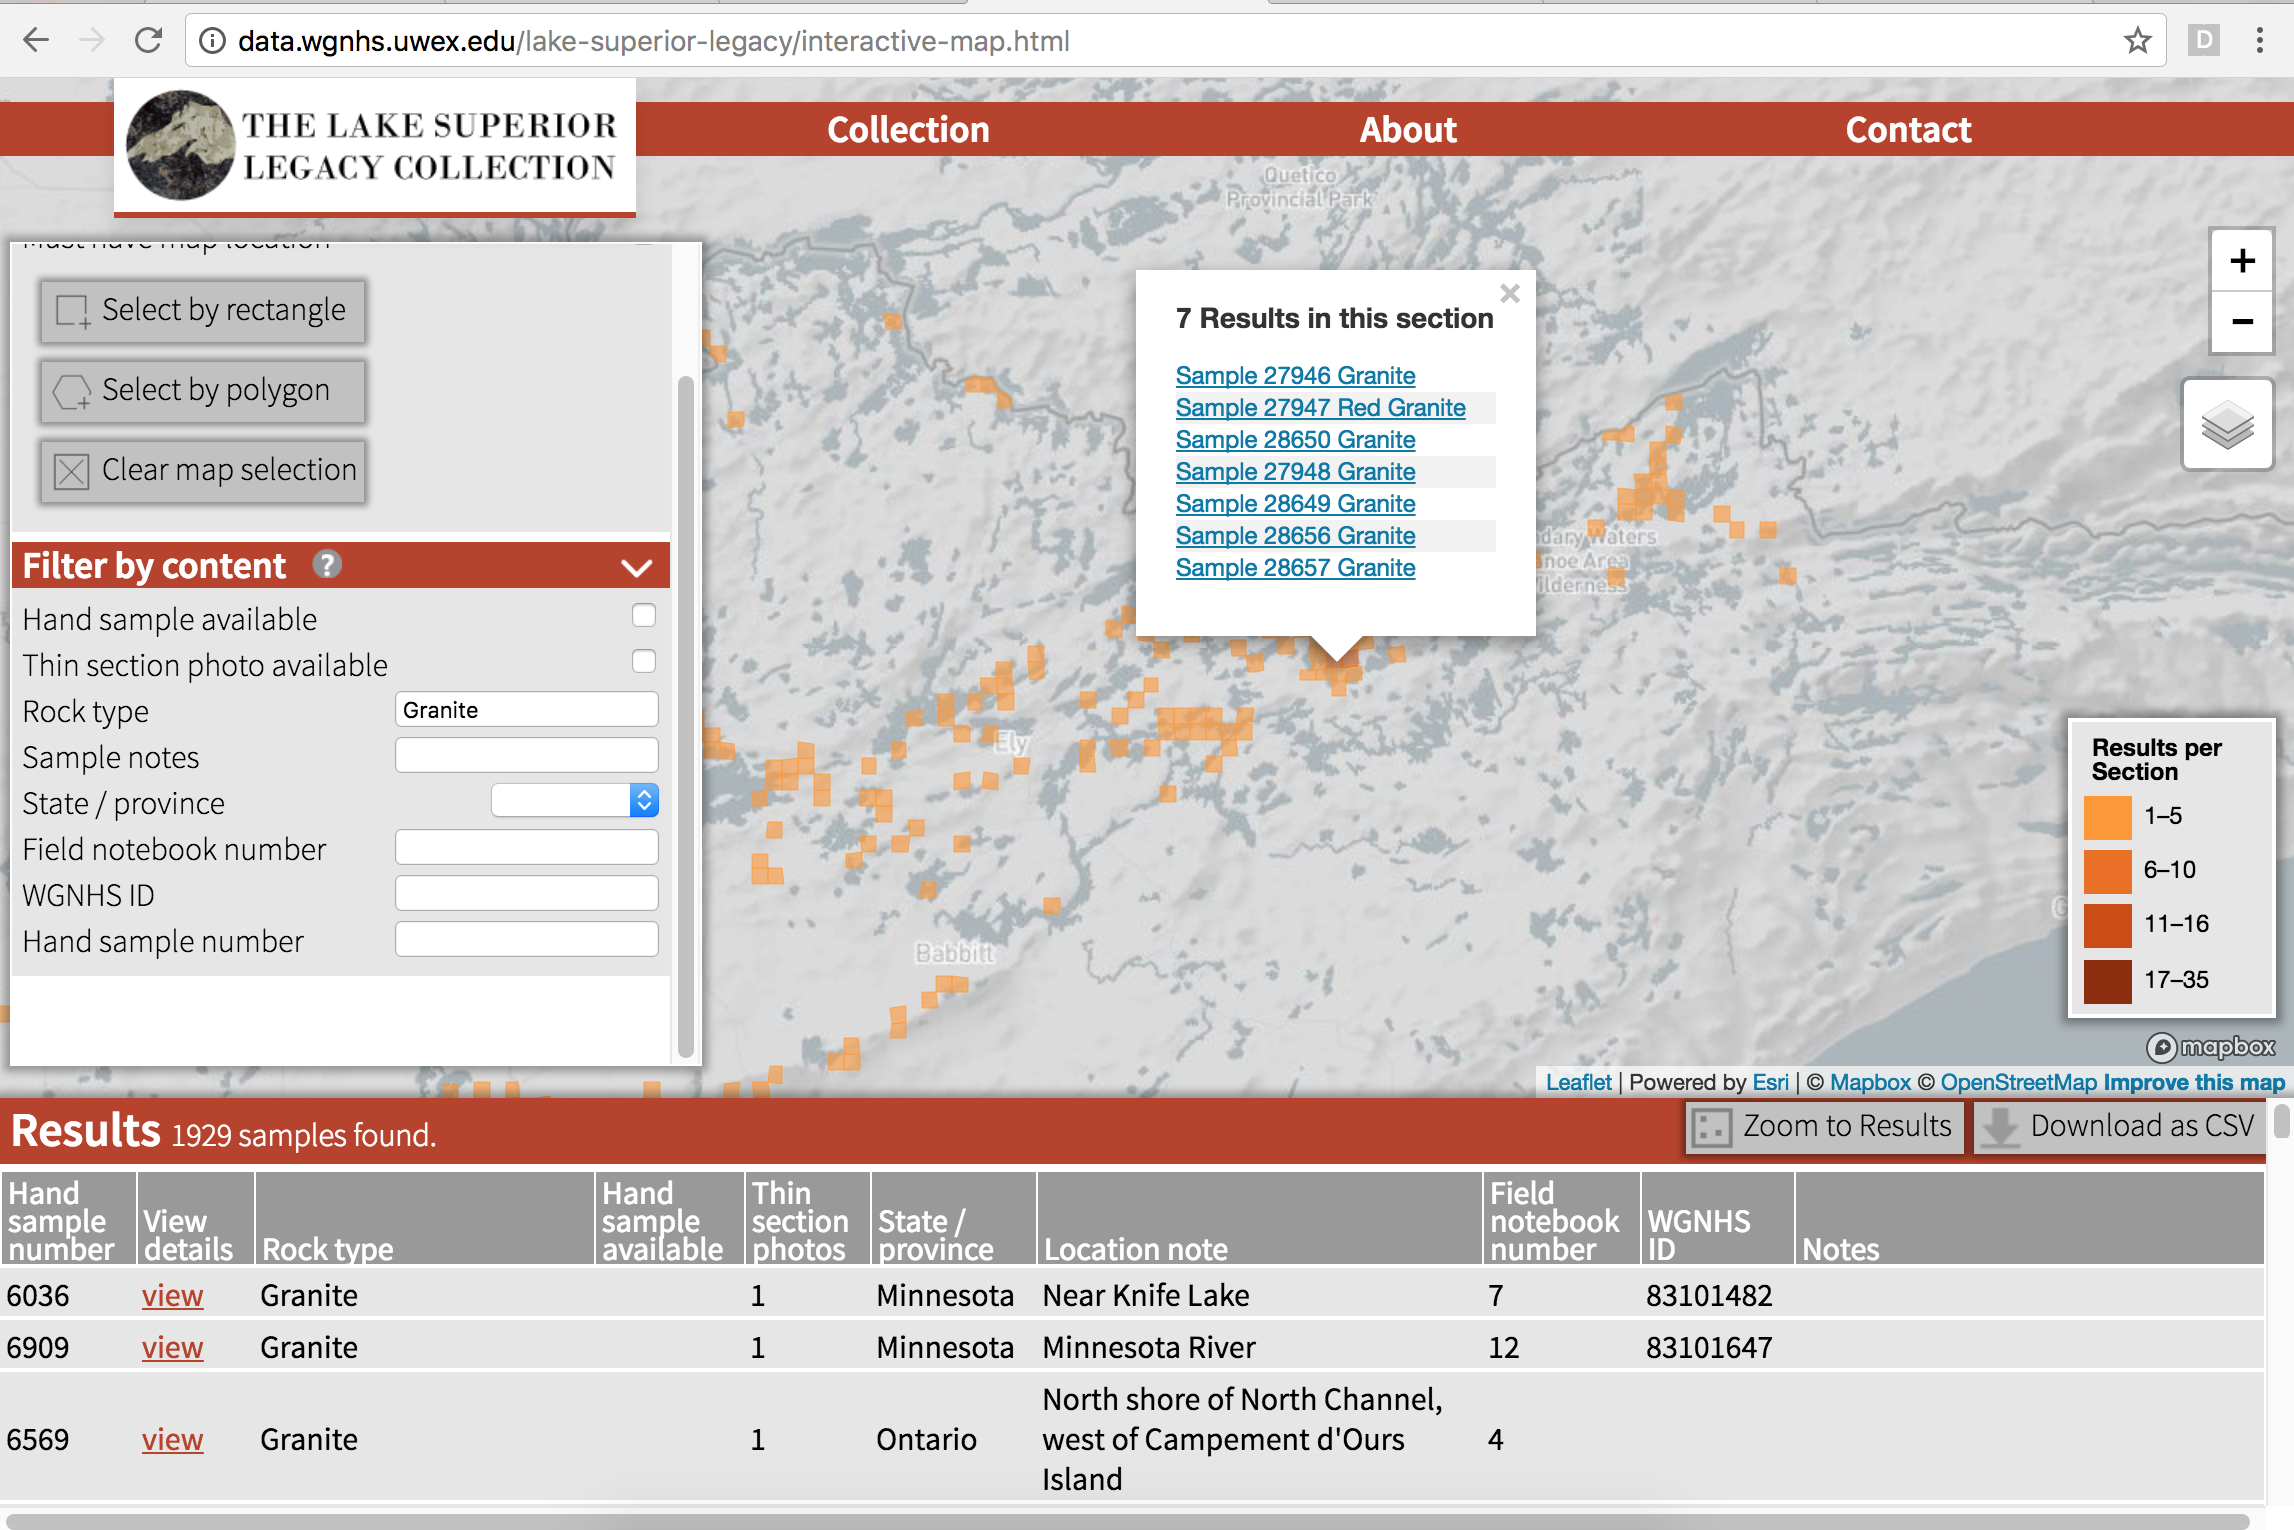 data.wgnhs.uwex.edu/lake-superior-legacy/interactive-map.html
D
THE LAKE SUPERIOR
LEGACY COLLECTION
Collection
About
Contact
Quetico
Provincial Park
Must have map location
Select by rectangle
Select by polygon
Clear map selection
Filter by content ?
Hand sample available
Thin section photo available
Rock type Granite
Sample notes
State / province
Field notebook number
WGNHS ID
Hand sample number
7 Results in this section
×
Sample 27946 Granite
Sample 27947 Red Granite
Sample 28650 Granite
Sample 27948 Granite
Sample 28649 Granite
Sample 28656 Granite
Sample 28657 Granite
dary Waters
noe Area
ilderness
Ely
Babbitt
+
−
Results per
Section
1–5
6–10
11–16
17–35
mapbox
Leaflet | Powered by Esri | © Mapbox © OpenStreetMap Improve this map
Results 1929 samples found.
Zoom to Results
Download as CSV
Hand sample number
View details
Rock type
Hand sample available
Thin section photos
State / province
Location note
Field notebook number
WGNHS ID
Notes
6036 view Granite 1 Minnesota Near Knife Lake 7 83101482
6909 view Granite 1 Minnesota Minnesota River 12 83101647
6569 view Granite 1 Ontario North shore of North Channel, west of Campement d'Ours Island 4